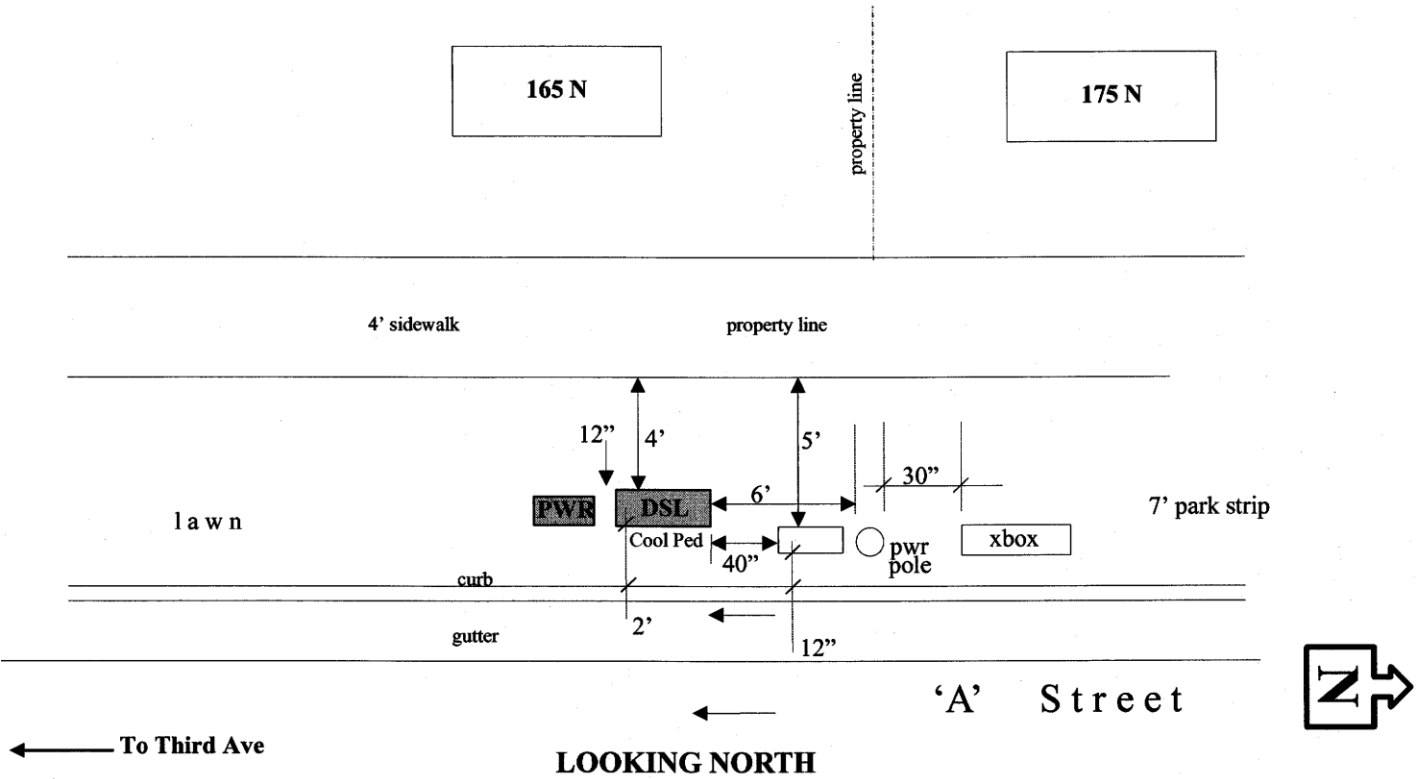 165 N
175 N
property line
4’ sidewalk
property line
12”
4’
5’
6’
30”
PWR
DSL
lawn
Cool Ped
40”
pwr
pole
xbox
7’ park strip
curb
gutter
2’
12”
‘A’ Street
N
To Third Ave
LOOKING NORTH